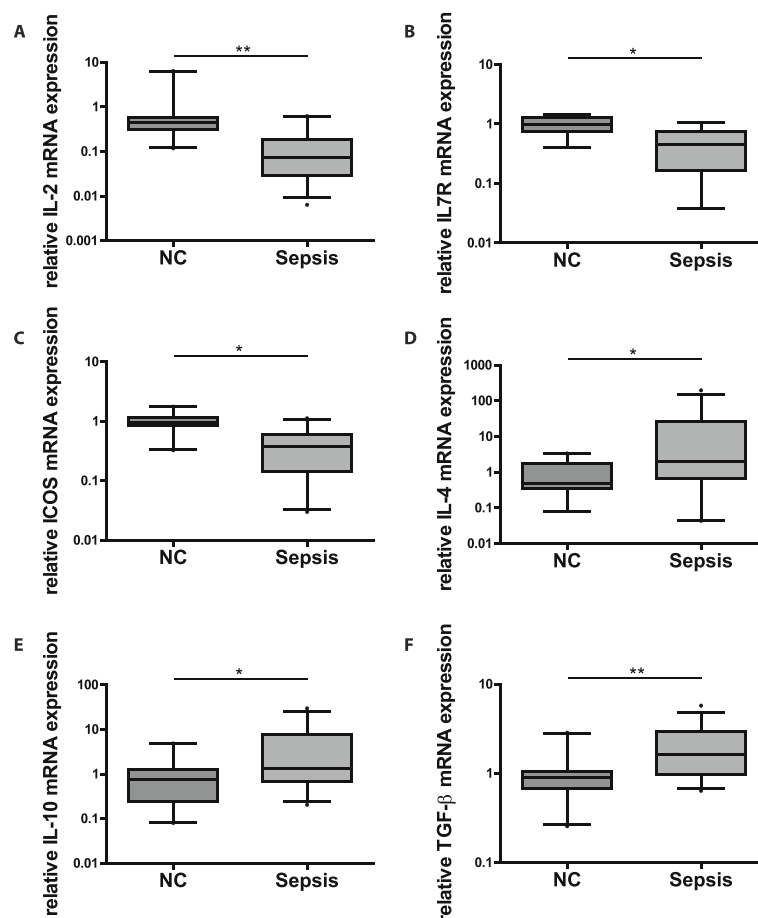 A
relative IL-2 mRNA expression
**
10
1
0.1
0.01
0.001
NC
Sepsis
B
relative IL7R mRNA expression
*
10
1
0.1
0.01
NC
Sepsis
C
relative ICOS mRNA expression
*
10
1
0.1
0.01
NC
Sepsis
D
relative IL-4 mRNA expression
*
1000
100
10
1
0.1
0.01
NC
Sepsis
E
relative IL-10 mRNA expression
*
100
10
1
0.1
0.01
NC
Sepsis
F
relative TGF-β mRNA expression
**
10
1
0.1
NC
Sepsis